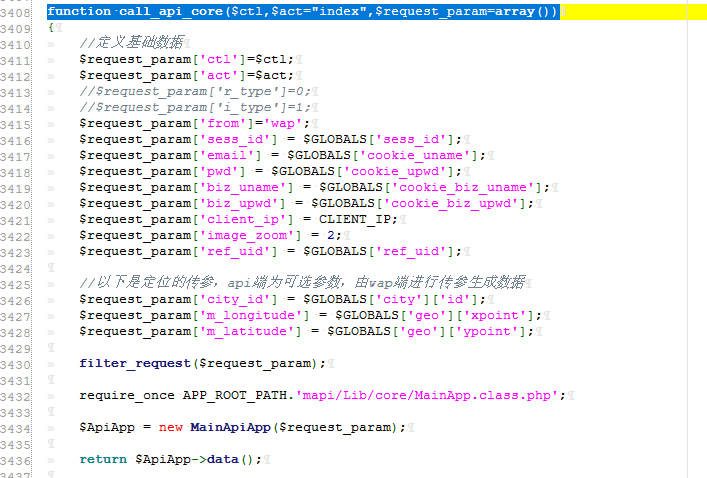 3408 function call_api_core($ctl,$act="index",$request_param=array())
3409 {
3410 //定义基础数据
3411 $request_param['ctl']=$ctl;
3412 $request_param['act']=$act;
3413 //$request_param['r_type']=0;
3414 //$request_param['i_type']=1;
3415 $request_param['from']='wap';
3416 $request_param['sess_id'] = $GLOBALS['sess_id'];
3417 $request_param['email'] = $GLOBALS['cookie_uname'];
3418 $request_param['pwd'] = $GLOBALS['cookie_upwd'];
3419 $request_param['biz_uname'] = $GLOBALS['cookie_biz_uname'];
3420 $request_param['biz_upwd'] = $GLOBALS['cookie_biz_upwd'];
3421 $request_param['client_ip'] = CLIENT_IP;
3422 $request_param['image_zoom'] = 2;
3423 $request_param['ref_uid'] = $GLOBALS['ref_uid'];
3424
3425 //以下是定位的传参，api端为可选参数，由wap端进行传参生成数据
3426 $request_param['city_id'] = $GLOBALS['city']['id'];
3427 $request_param['m_longitude'] = $GLOBALS['geo']['xpoint'];
3428 $request_param['m_latitude'] = $GLOBALS['geo']['ypoint'];
3429
3430 filter_request($request_param);
3431
3432 require_once APP_ROOT_PATH.'mapi/Lib/core/MainApp.class.php';
3433
3434 $ApiApp = new MainApiApp($request_param);
3435
3436 return $ApiApp->data();
3437